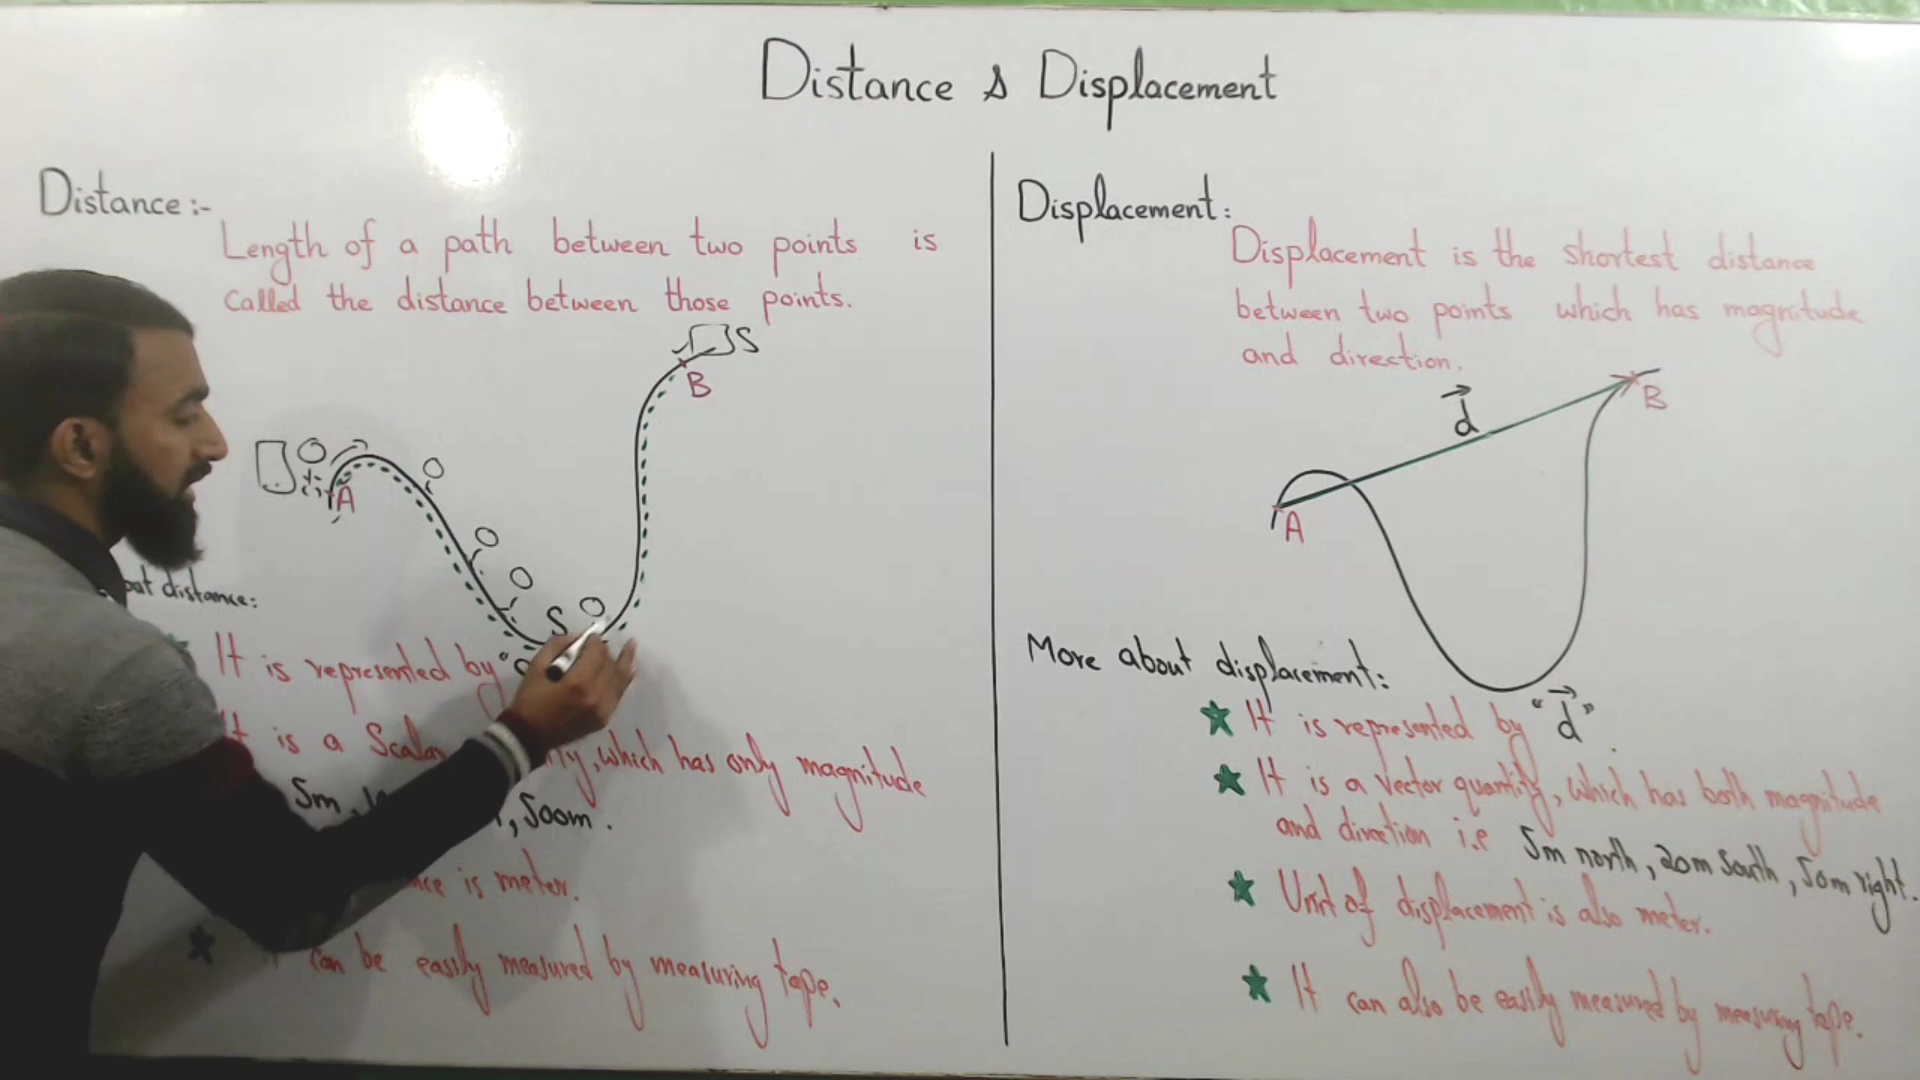 Distance & Displacement
Distance :-
Length of a path between two points is
called the distance between those points.
S
B
A
S
distance:
It is represented by "
It is a Scalar which has only magnitude
5m, , 500m.
is meter.
can be easily measured by measuring tape.
Displacement:
Displacement is the shortest distance
between two points which has magnitude
and direction.
d
B
A
More about displacement:
It is represented by "d".
It is a vector quantity, which has both magnitude
and direction i.e 5m north, 20m South, 50m right.
Unit of displacement is also meter.
It can also be easily measured by measuring tape.